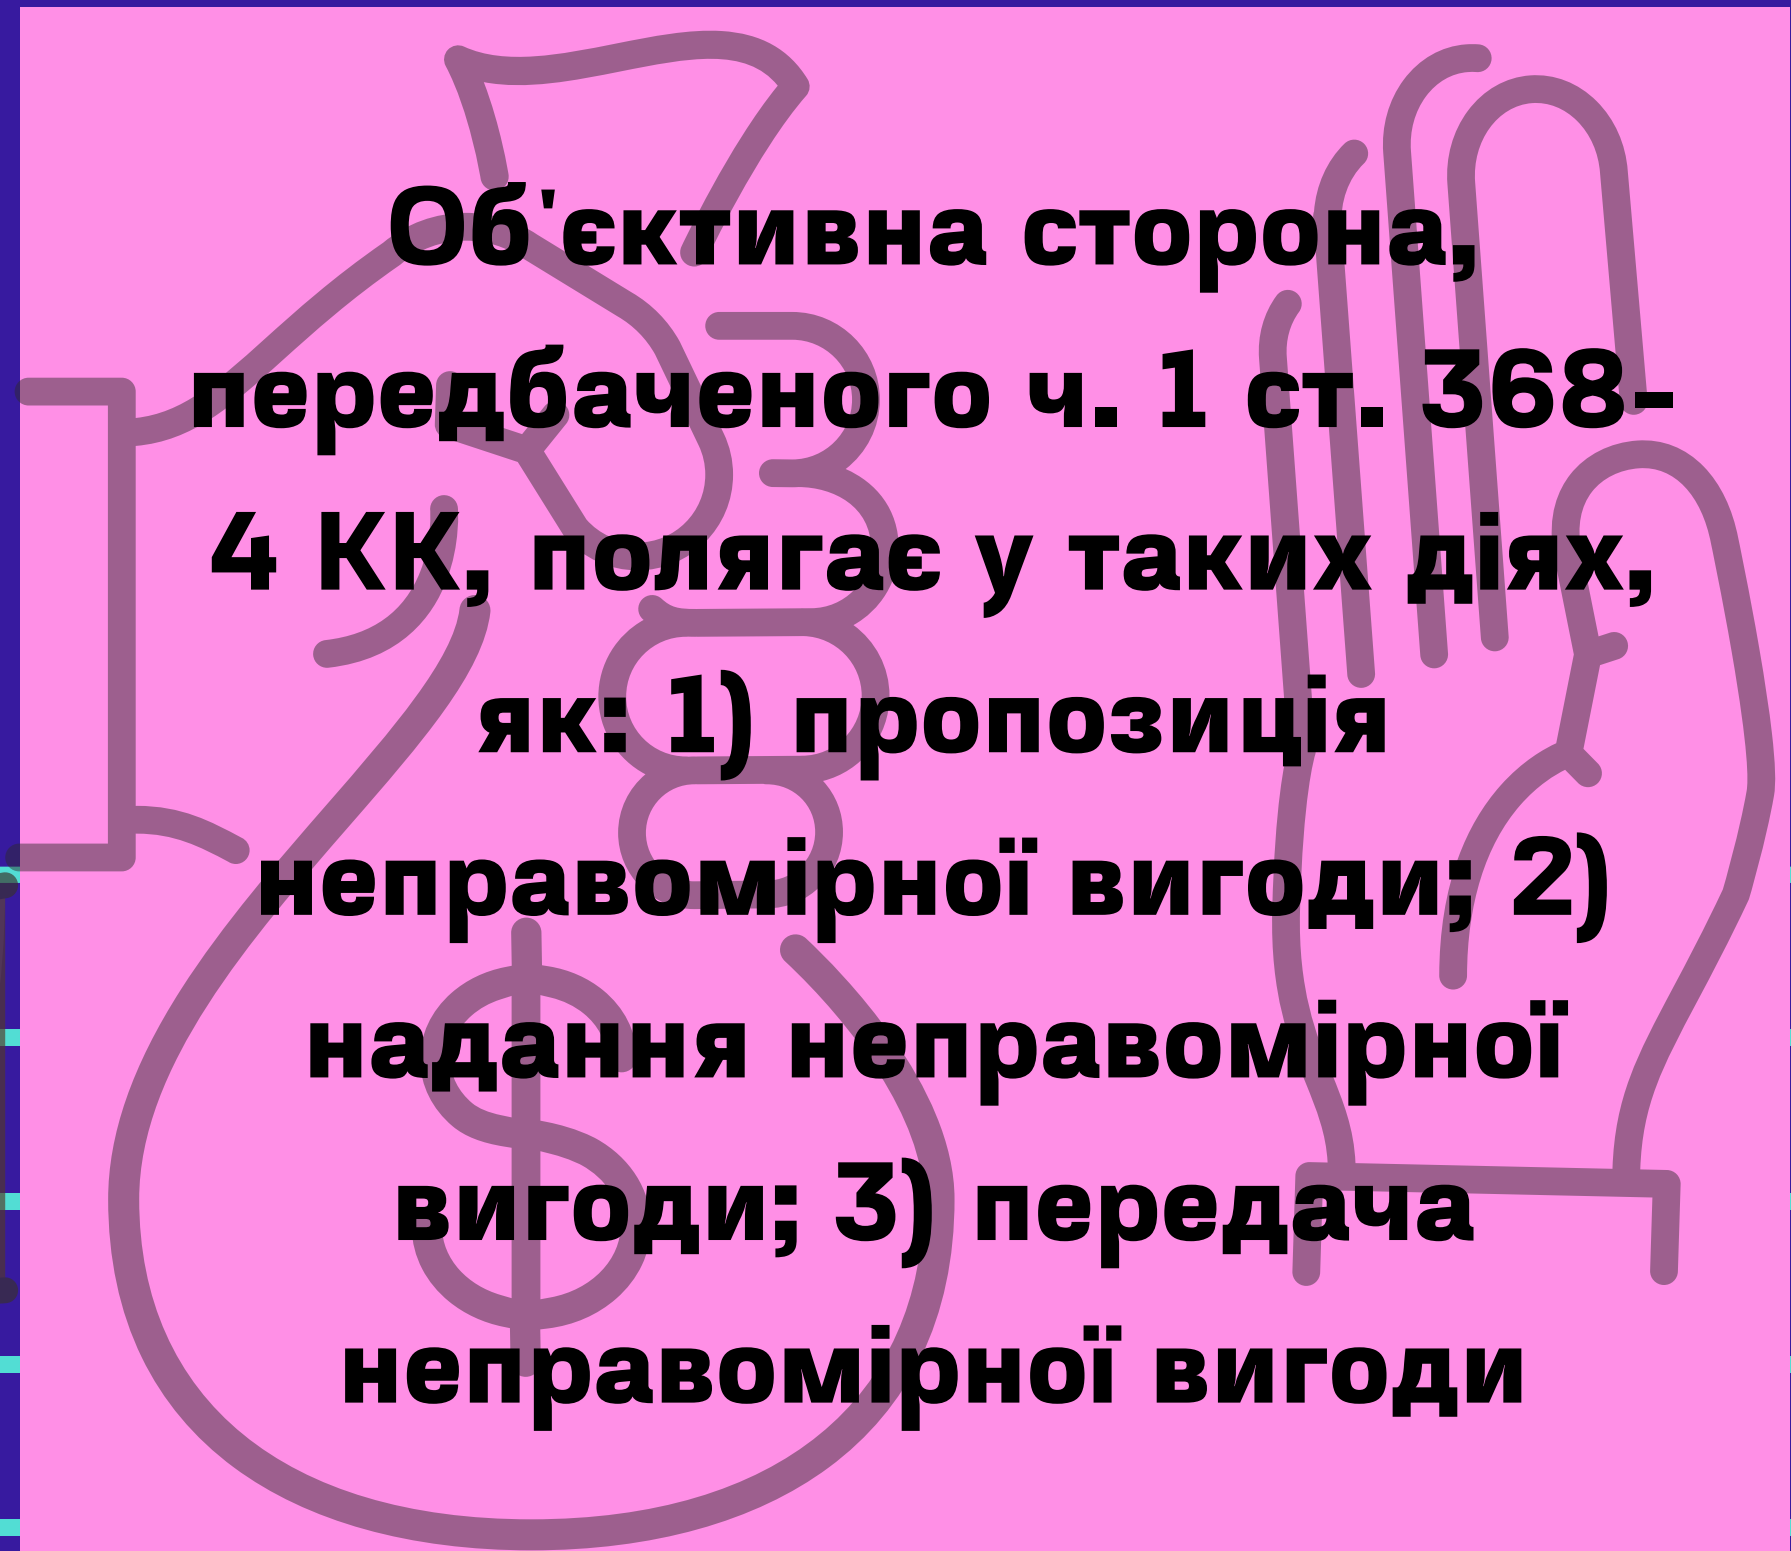 Об'єктивна сторона,
передбаченого ч. 1 ст. 368-
4 КК, полягає у таких діях,
як: 1) пропозиція
неправомірної вигоди; 2)
надання неправомірної
вигоди; 3) передача
неправомірної вигоди